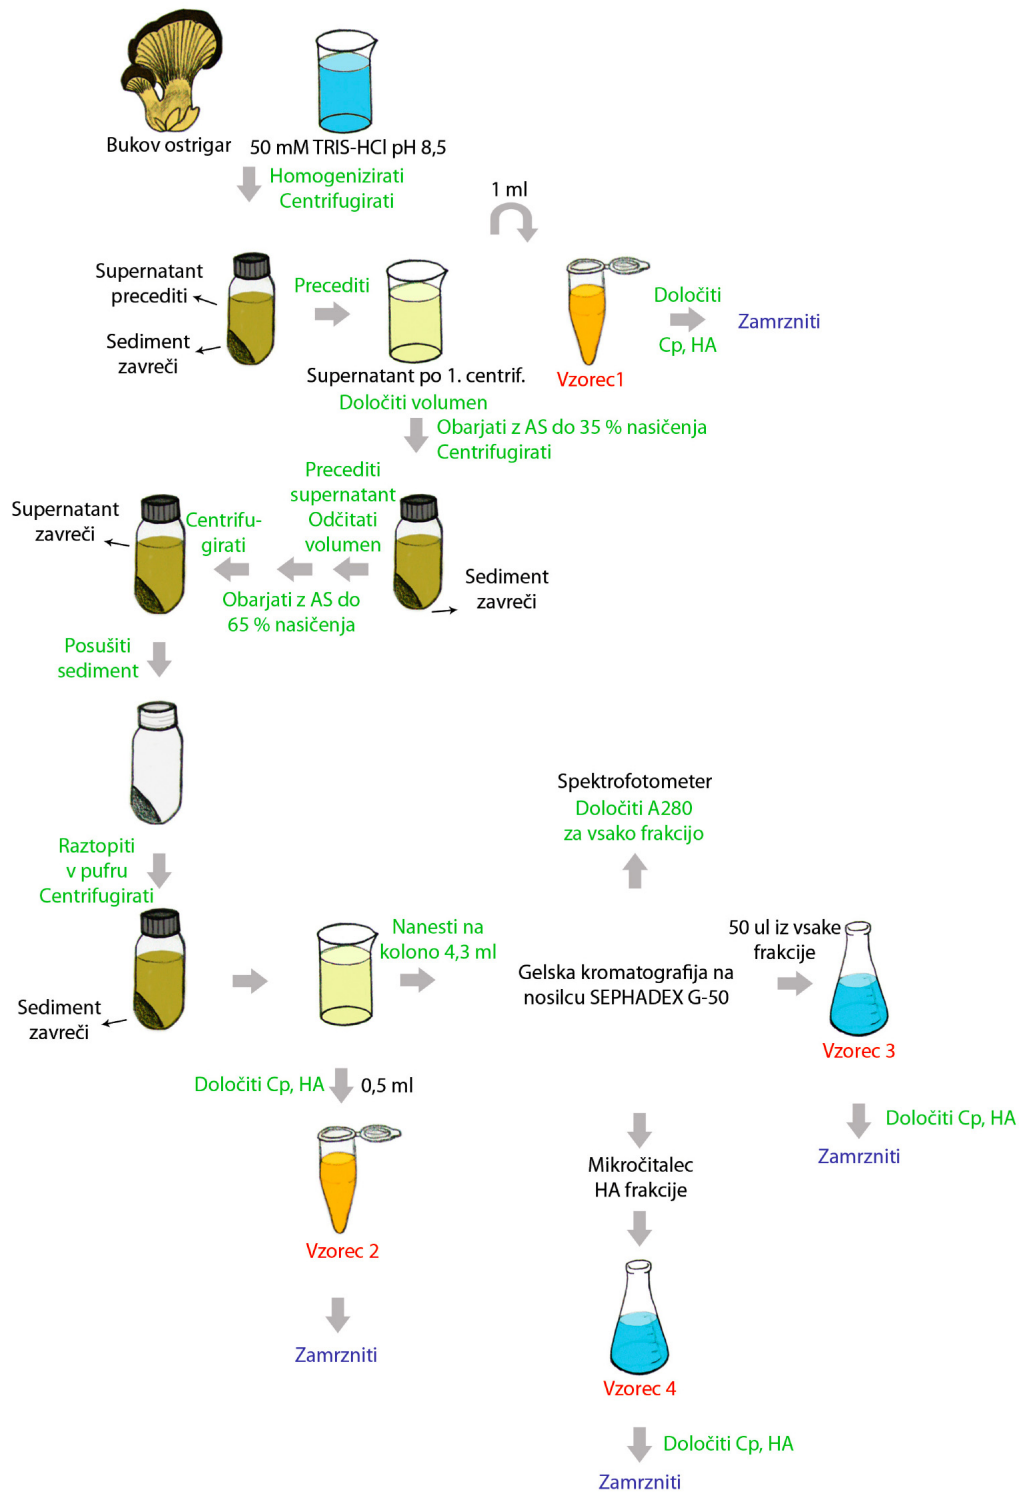 Bukov ostrigar
50 mM TRIS-HCl pH 8,5
Homogenizirati
Centrifugirati
1 ml
Supernatant
precediti
Sediment
zavreči
Precediti
Supernatant po 1. centrif.
Določiti volumen
Vzorec1
Določiti
Cp, HA
Zamrzniti
Obarjati z AS do 35 % nasičenja
Centrifugirati
Precediti
supernatant
Odčitati
volumen
Sediment
zavreči
Obarjati z AS do
65 % nasičenja
Centrifu-
girati
Supernatant
zavreči
Posušiti
sediment
Raztopiti
v pufru
Centrifugirati
Sediment
zavreči
Nanesti na
kolono 4,3 ml
Določiti Cp, HA
0,5 ml
Vzorec 2
Zamrzniti
Spektrofotometer
Določiti A280
za vsako frakcijo
Gelska kromatografija na
nosilcu SEPHADEX G-50
50 ul iz vsake
frakcije
Vzorec 3
Določiti Cp, HA
Zamrzniti
Mikročitalec
HA frakcije
Vzorec 4
Določiti Cp, HA
Zamrzniti